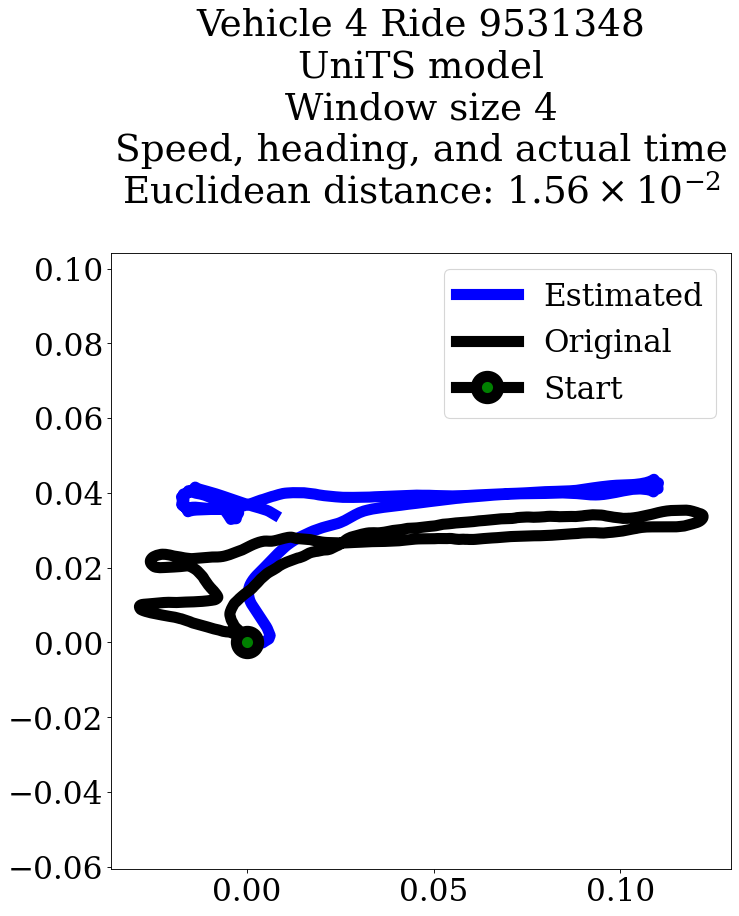 Vehicle 4 Ride 9531348
UniTS model
Window size 4
Speed, heading, and actual time
Euclidean distance: 1.56 × 10⁻²
0.10
0.08
0.06
0.04
0.02
0.00
−0.02
−0.04
−0.06
Estimated
Original
Start
0.00 0.05 0.10